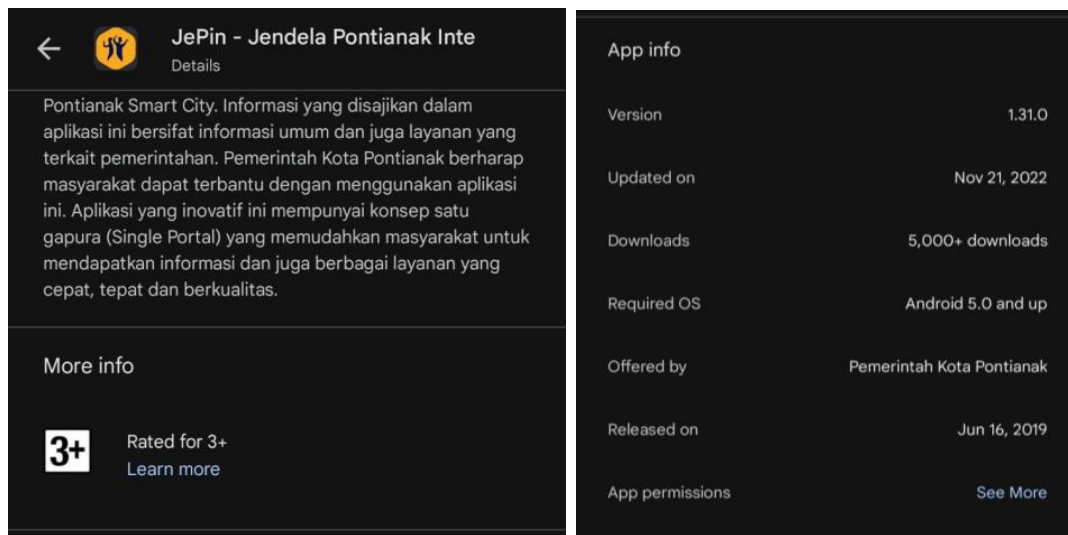 JePin - Jendela Pontianak Inte
Details
Pontianak Smart City. Informasi yang disajikan dalam
aplikasi ini bersifat informasi umum dan juga layanan yang
terkait pemerintahan. Pemerintah Kota Pontianak berharap
masyarakat dapat terbantu dengan menggunakan aplikasi
ini. Aplikasi yang inovatif ini mempunyai konsep satu
gapura (Single Portal) yang memudahkan masyarakat untuk
mendapatkan informasi dan juga berbagai layanan yang
cepat, tepat dan berkualitas.
More info
3+
Rated for 3+
Learn more
App info
Version 1.31.0
Updated on Nov 21, 2022
Downloads 5,000+ downloads
Required OS Android 5.0 and up
Offered by Pemerintah Kota Pontianak
Released on Jun 16, 2019
App permissions See More